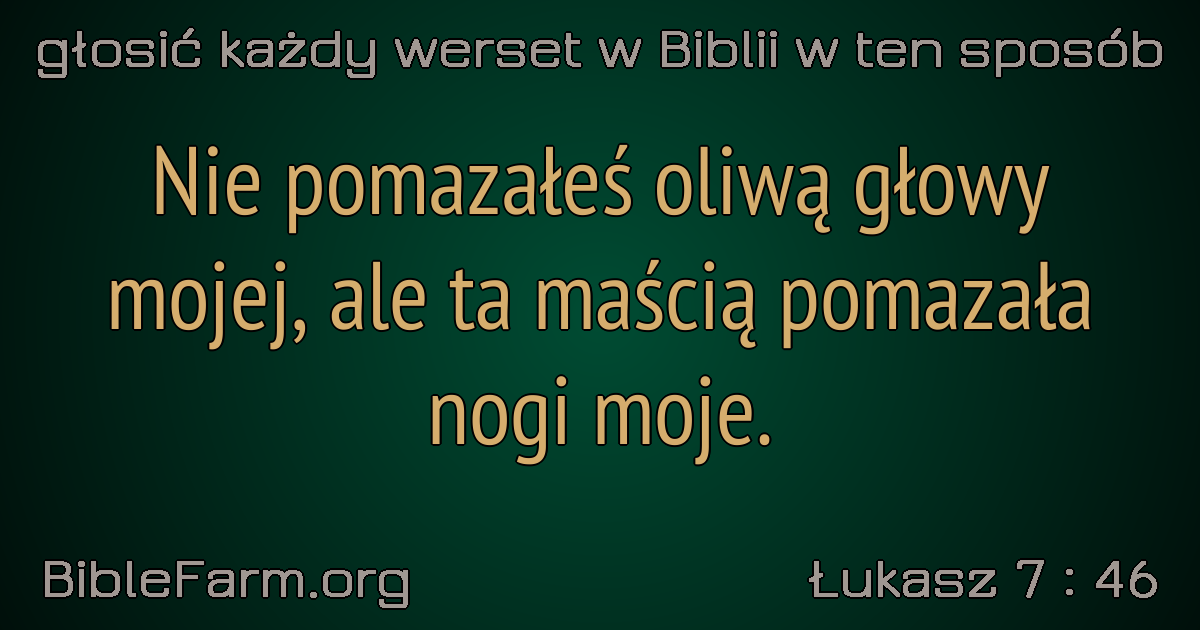 głosić każdy werset w Biblii w ten sposób
Nie pomazałeś oliwą głowy
mojej, ale ta maścią pomazała
nogi moje.
BibleFarm.org
Łukasz 7 : 46